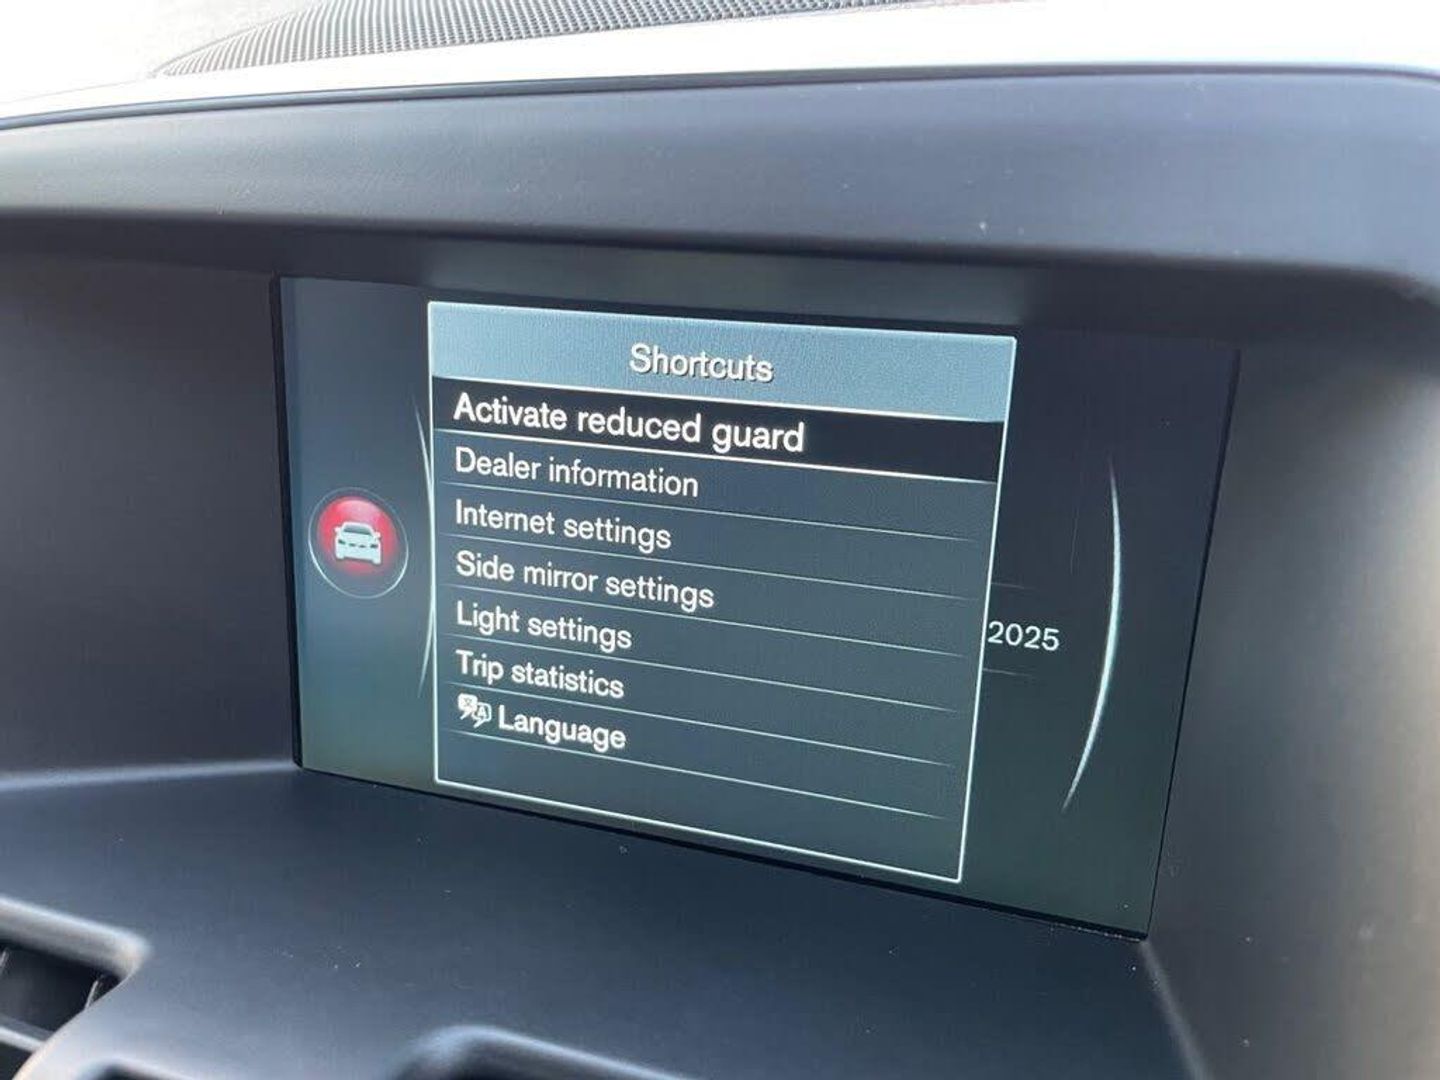 Shortcuts
Activate reduced guard
Dealer information
Internet settings
Side mirror settings
Light settings
2025
Trip statistics
Language